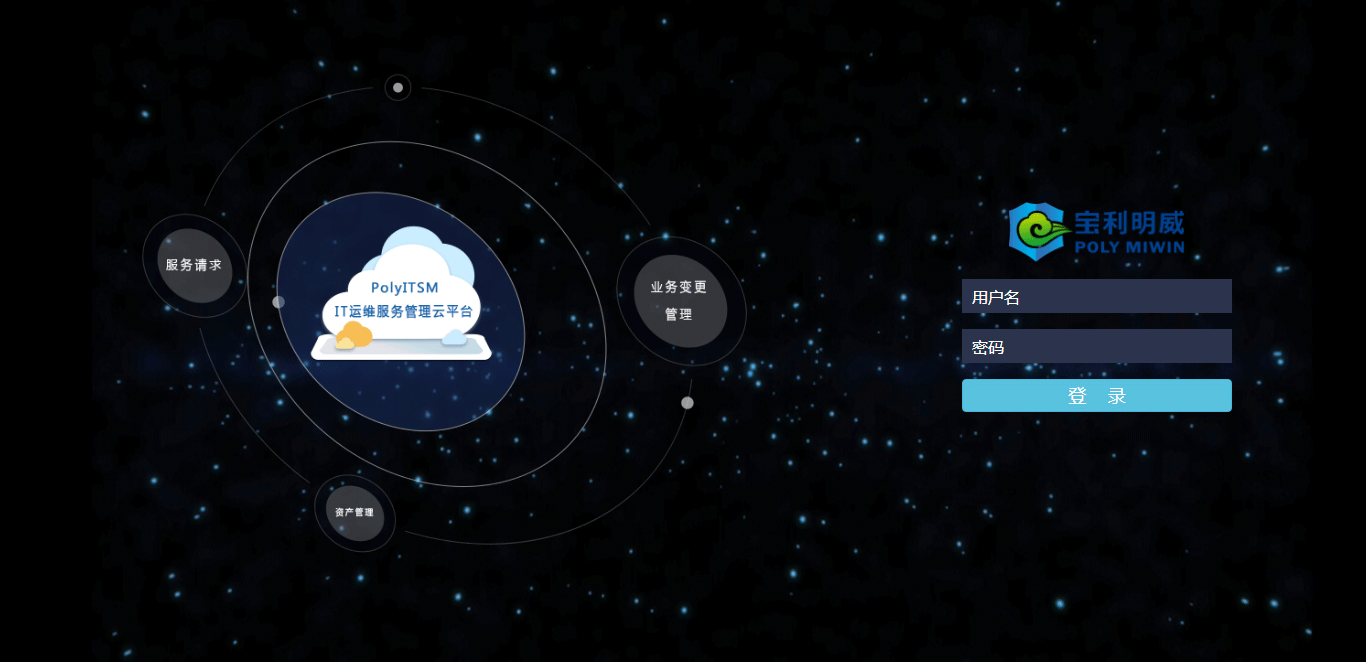 服务请求
PolyITSM
IT运维服务管理云平台
业务变更
管理
资产管理
宝利明威
POLY MIWIN
用户名
密码
登 录